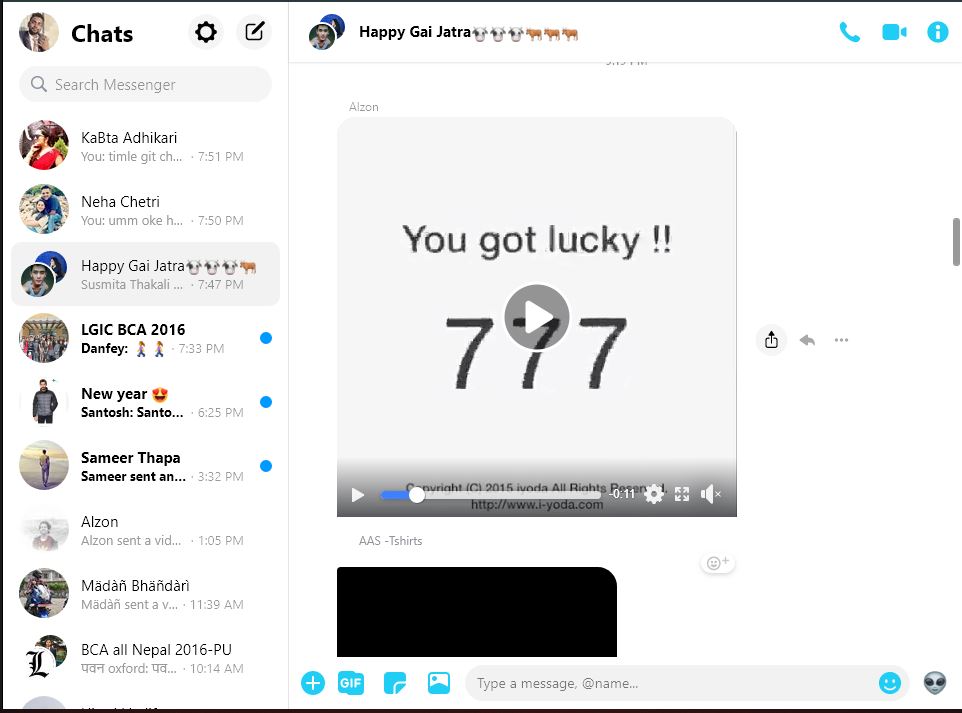 Chats
Search Messenger
KaBta Adhikari
You: timle git ch... · 7:51 PM
Neha Chetri
You: umm oke h... · 7:50 PM
Happy Gai Jatra🐮🐮🐮🐂
Susmita Thakali ... · 7:47 PM
LGIC BCA 2016
Danfey: 🚶‍♀️🚶‍♀️ · 7:33 PM
New year 😍
Santosh: Santo... · 6:25 PM
Sameer Thapa
Sameer sent an... · 3:32 PM
Alzon
Alzon sent a vid... · 1:05 PM
Mädàñ Bhäñdàrì
Mädàñ sent a v... · 11:39 AM
BCA all Nepal 2016-PU
पवन oxford: पव... · 10:14 AM
L
Happy Gai Jatra🐮🐮🐮🐂🐂🐂
Alzon
You got lucky !!
777
Copyright (C) 2015 iyoda All Rights Reserved.
-0:11
http://www.i-yoda.com
AAS -Tshirts
GIF
Type a message, @name...